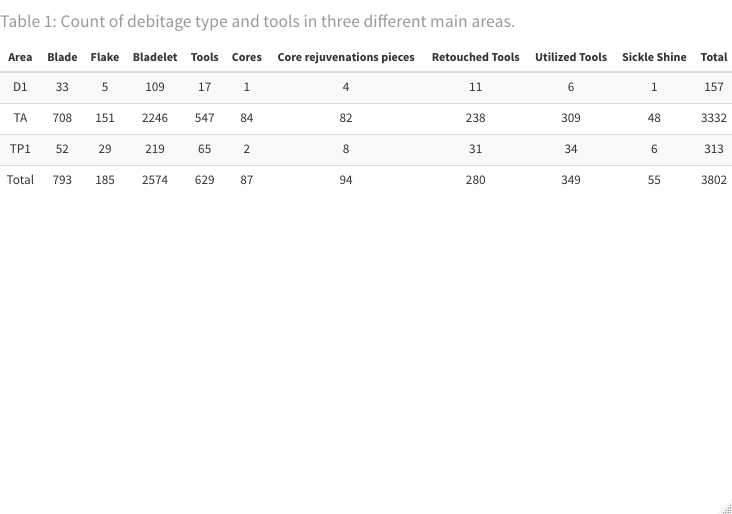 Table 1: Count of debitage type and tools in three different main areas.
Area Blade Flake Bladelet Tools Cores Core rejuvenations pieces Retouched Tools Utilized Tools Sickle Shine Total
D1 33 5 109 17 1 4 11 6 1 157
TA 708 151 2246 547 84 82 238 309 48 3332
TP1 52 29 219 65 2 8 31 34 6 313
Total 793 185 2574 629 87 94 280 349 55 3802